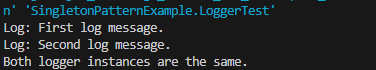 n' 'SingletonPatternExample.LoggerTest'
Log: First log message.
Log: Second log message.
Both logger instances are the same.